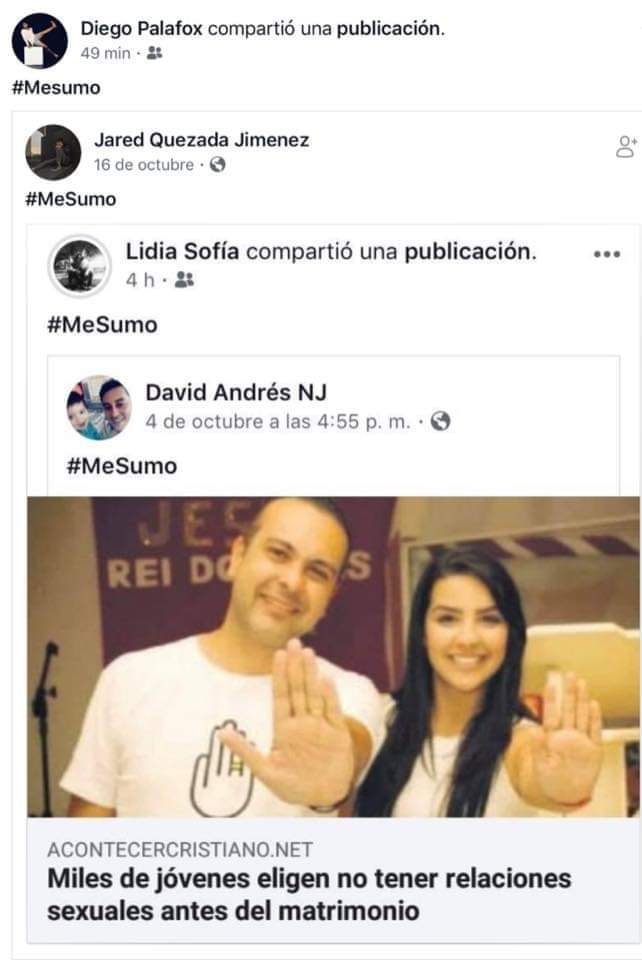 Diego Palafox compartió una publicación.
49 min ·
#Mesumo
Jared Quezada Jimenez
16 de octubre ·
#MeSumo
Lidia Sofía compartió una publicación.
4 h ·
#MeSumo
David Andrés NJ
4 de octubre a las 4:55 p. m. ·
#MeSumo
REI
ACONTECERCRISTIANO.NET
Miles de jóvenes eligen no tener relaciones
sexuales antes del matrimonio